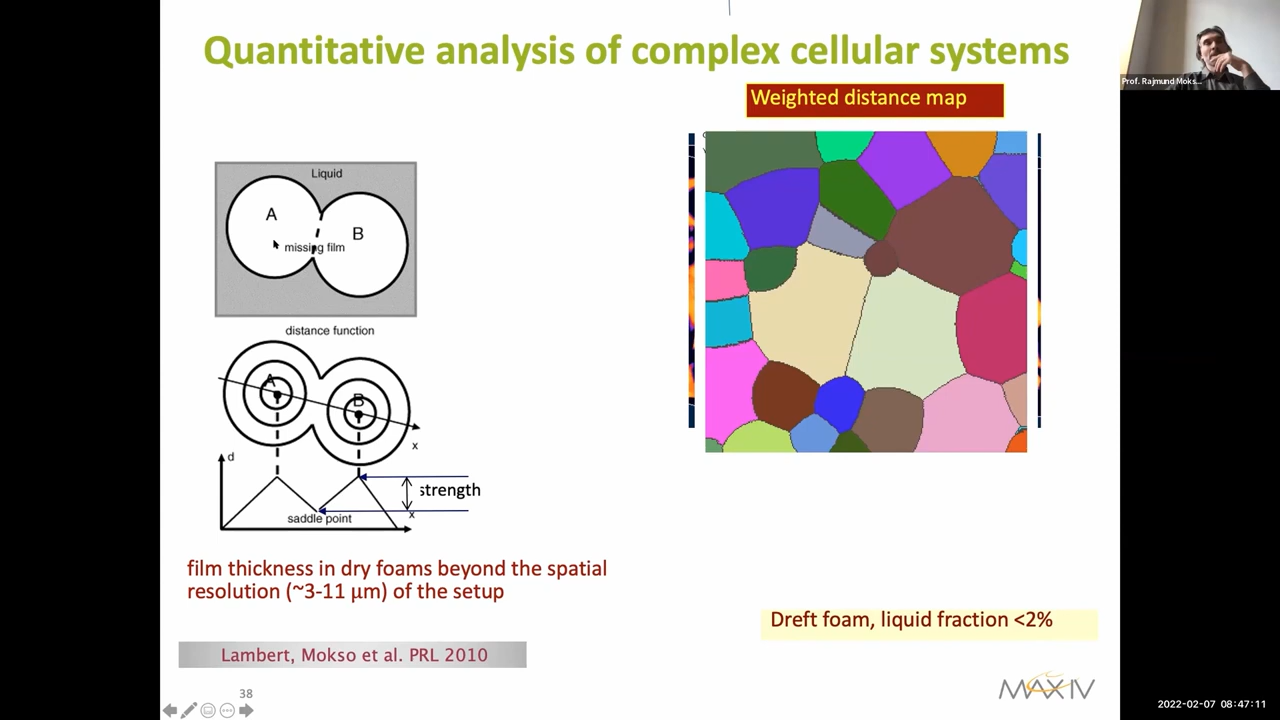 Quantitative analysis of complex cellular systems
Prof. Rajmund Moks...
Weighted distance map
Liquid
A
B
missing film
distance function
A
B
x
d
strength
saddle point
x
film thickness in dry foams beyond the spatial
resolution (~3-11 μm) of the setup
Dreft foam, liquid fraction <2%
Lambert, Mokso et al. PRL 2010
MAXIV
38
2022-02-07 08:47:11